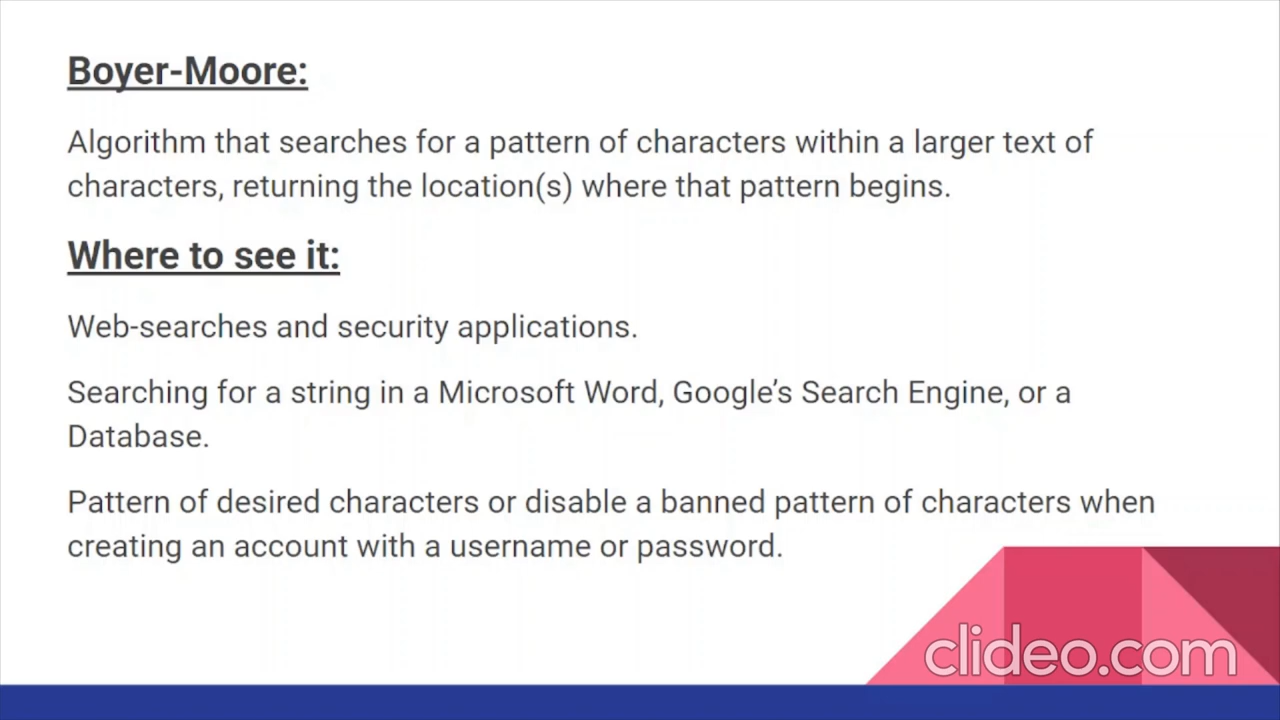 Boyer-Moore:
Algorithm that searches for a pattern of characters within a larger text of
characters, returning the location(s) where that pattern begins.
Where to see it:
Web-searches and security applications.
Searching for a string in a Microsoft Word, Google’s Search Engine, or a
Database.
Pattern of desired characters or disable a banned pattern of characters when
creating an account with a username or password.
clideo.com